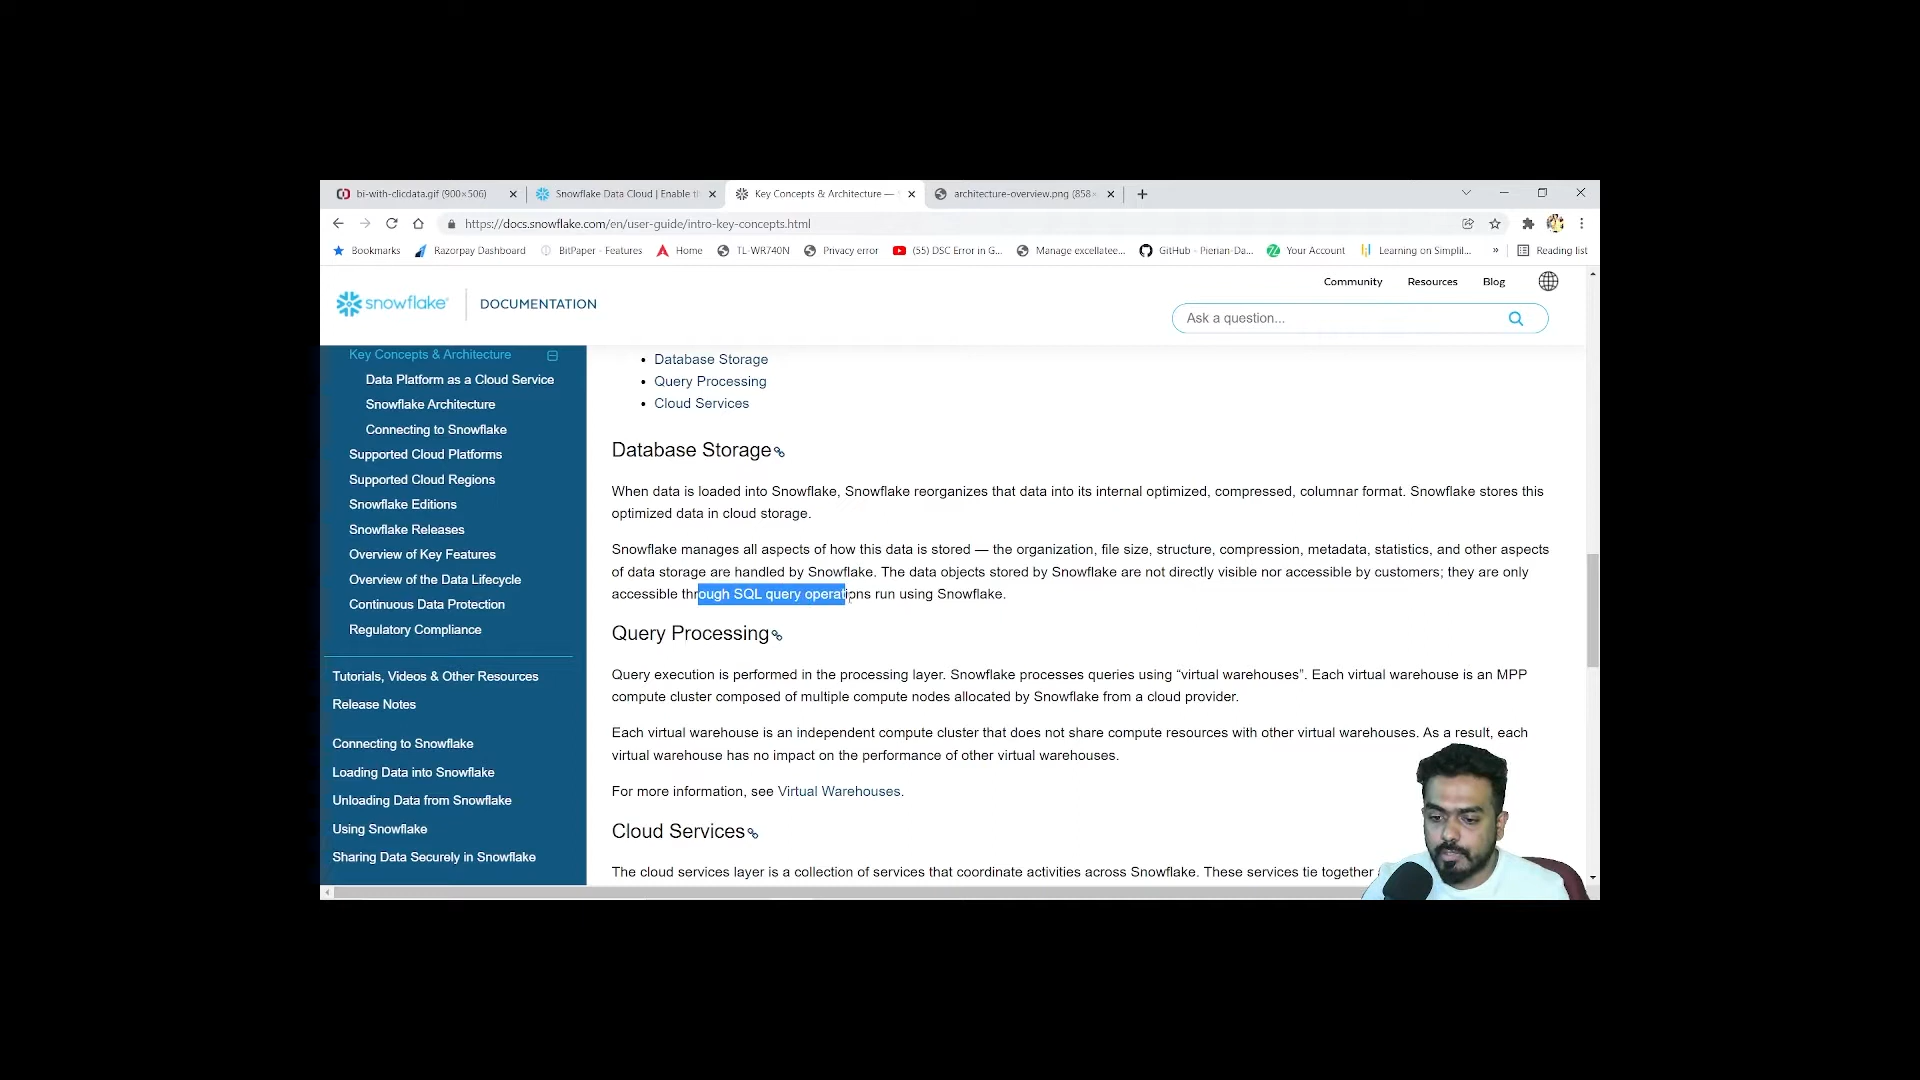 bi-with-clicdata.gif (900×506)
Snowflake Data Cloud | Enable t
Key Concepts & Architecture —
architecture-overview.png (858×
https://docs.snowflake.com/en/user-guide/intro-key-concepts.html
Bookmarks
Razorpay Dashboard
BitPaper - Features
Home
TL-WR740N
Privacy error
(55) DSC Error in G...
Manage excellatee...
GitHub - Pierian-Da...
Your Account
Learning on Simplil...
»
Reading list
Community
Resources
Blog
snowflake
DOCUMENTATION
Ask a question...
Key Concepts & Architecture
Data Platform as a Cloud Service
Snowflake Architecture
Connecting to Snowflake
Supported Cloud Platforms
Supported Cloud Regions
Snowflake Editions
Snowflake Releases
Overview of Key Features
Overview of the Data Lifecycle
Continuous Data Protection
Regulatory Compliance
Tutorials, Videos & Other Resources
Release Notes
Connecting to Snowflake
Loading Data into Snowflake
Unloading Data from Snowflake
Using Snowflake
Sharing Data Securely in Snowflake
• Database Storage
• Query Processing
• Cloud Services
Database Storage
When data is loaded into Snowflake, Snowflake reorganizes that data into its internal optimized, compressed, columnar format. Snowflake stores this
optimized data in cloud storage.
Snowflake manages all aspects of how this data is stored — the organization, file size, structure, compression, metadata, statistics, and other aspects
of data storage are handled by Snowflake. The data objects stored by Snowflake are not directly visible nor accessible by customers; they are only
accessible through SQL query operations run using Snowflake.
Query Processing
Query execution is performed in the processing layer. Snowflake processes queries using “virtual warehouses”. Each virtual warehouse is an MPP
compute cluster composed of multiple compute nodes allocated by Snowflake from a cloud provider.
Each virtual warehouse is an independent compute cluster that does not share compute resources with other virtual warehouses. As a result, each
virtual warehouse has no impact on the performance of other virtual warehouses.
For more information, see Virtual Warehouses.
Cloud Services
The cloud services layer is a collection of services that coordinate activities across Snowflake. These services tie together